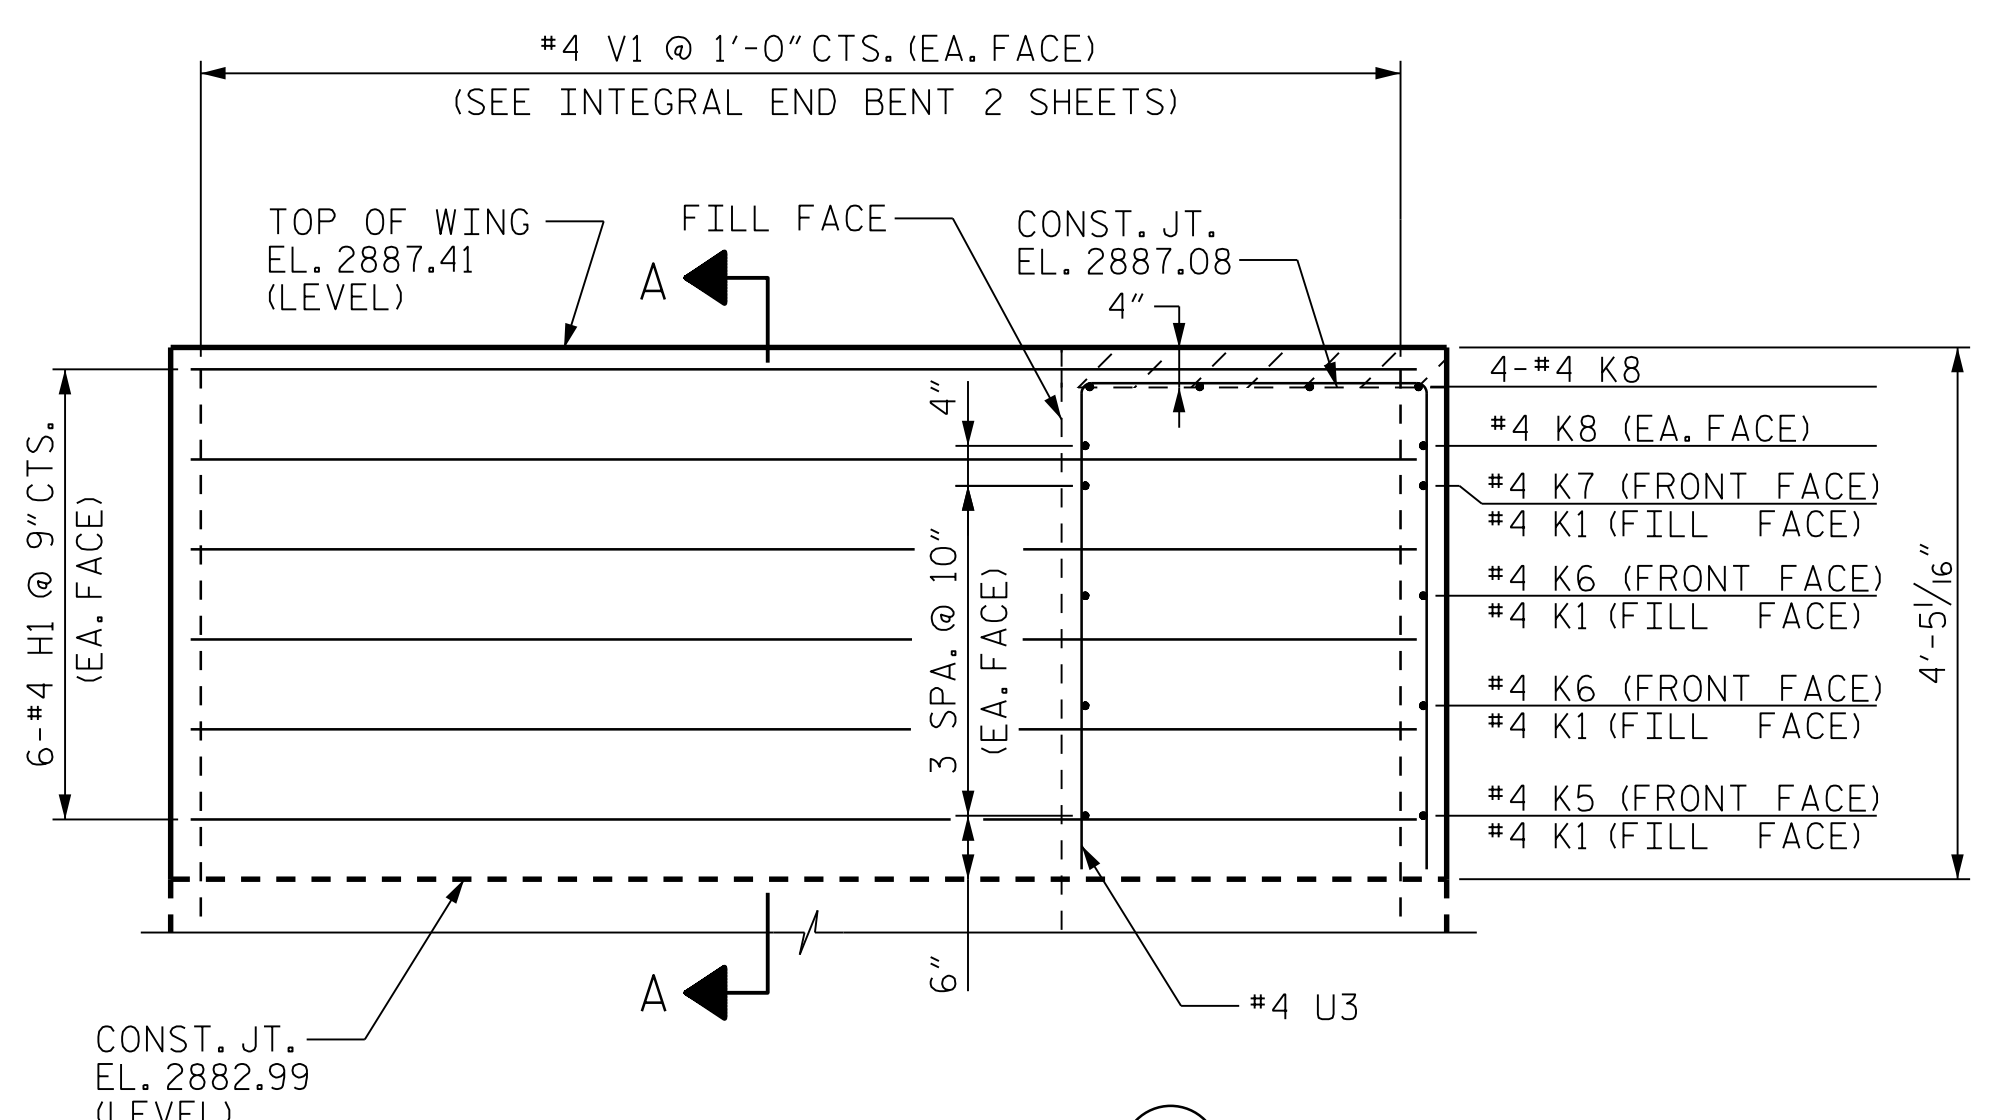 #4 V1 @ 1'-0" CTS. (EA. FACE)
(SEE INTEGRAL END BENT 2 SHEETS)
TOP OF WING
EL. 2887.41
(LEVEL)
FILL FACE
CONST. JT.
EL. 2887.08
A
4"
4-#4 K8
#4 K8 (EA. FACE)
#4 K7 (FRONT FACE)
#4 K1 (FILL FACE)
#4 K6 (FRONT FACE)
#4 K1 (FILL FACE)
#4 K6 (FRONT FACE)
#4 K1 (FILL FACE)
#4 K5 (FRONT FACE)
#4 K1 (FILL FACE)
4'-5 1/16"
6-#4 H1 @ 9" CTS.
(EA. FACE)
4"
3 SPA. @ 10"
(EA. FACE)
6"
A
#4 U3
CONST. JT.
EL. 2882.99
(LEVEL)